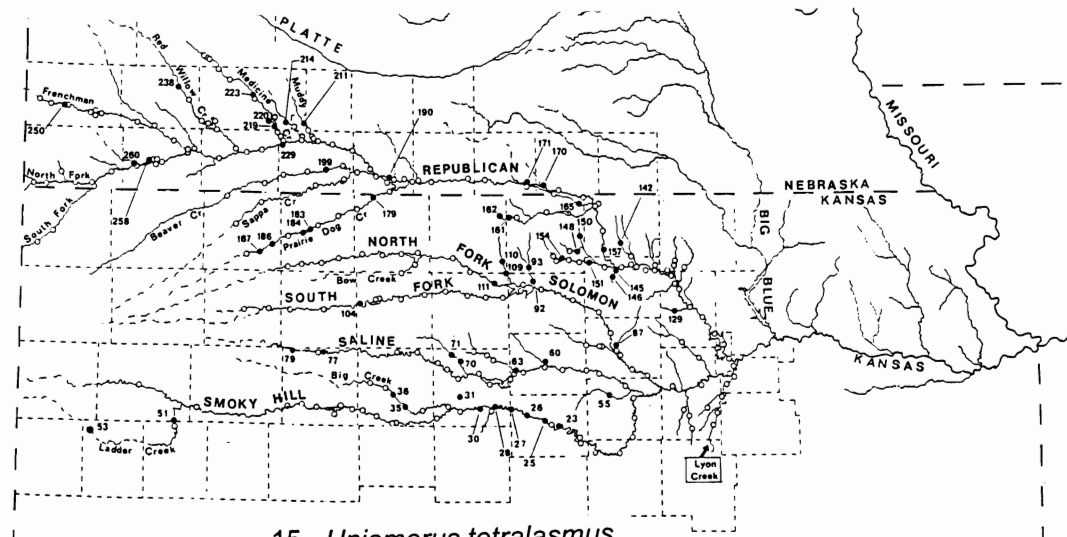 PLATTE
Red Willow Cr
238
Medicine Cr
223
214
Muddy Cr
211
220
219
Frenchman
250
190
229
260
199
REPUBLICAN
171
170
MISSOURI
North Fork
South Fork
258
Beaver Cr
Sappa Cr
183
184
179
187
186
Prairie Dog Cr
165
142
NEBRASKA
KANSAS
162
161
150
148
154
157
BIG BLUE
NORTH FORK
Bow Creek
110
109
93
111
151
145
146
SOUTH FORK
SOLOMON
104
92
129
87
KANSAS
SALINE
79
77
71
70
63
60
Big Creek
36
35
31
55
SMOKY HILL
51
53
Ladder Creek
30
28
27
26
25
23
Lyon Creek
15. Uniomerus tetralasmus